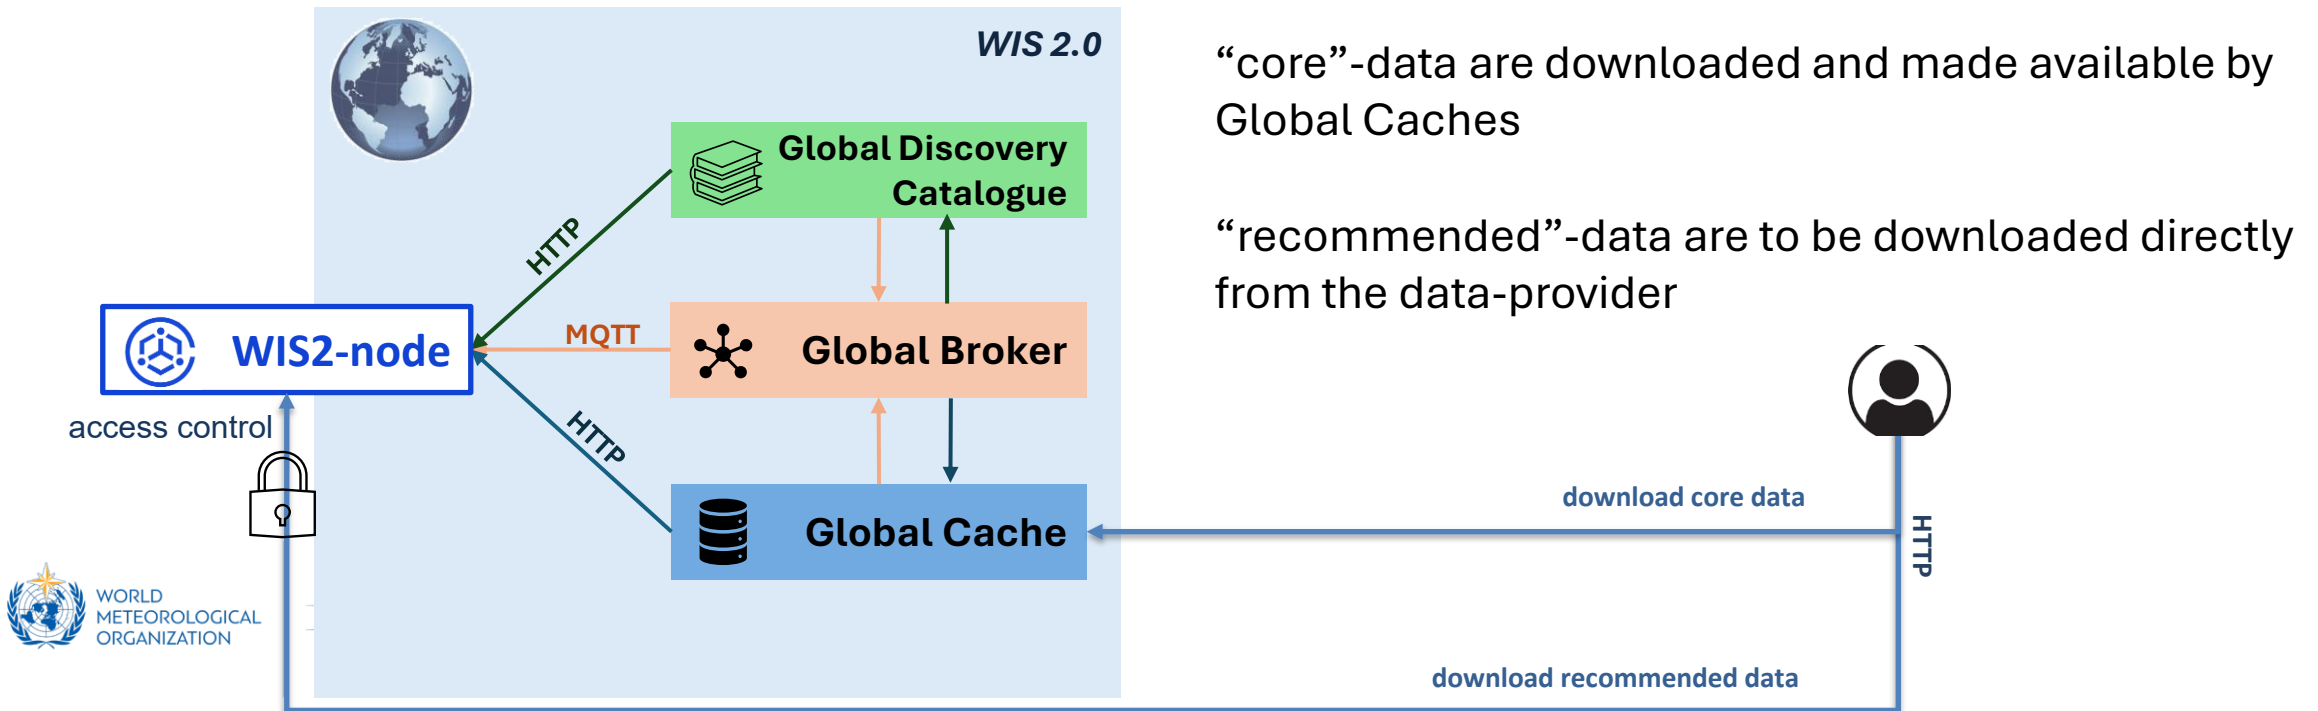 WIS 2.0
“core”-data are downloaded and made available by
Global Caches
“recommended”-data are to be downloaded directly
from the data-provider
Global Discovery
Catalogue
HTTP
WIS2-node
MQTT
Global Broker
access control
HTTP
Global Cache
download core data
HTTP
WORLD
METEOROLOGICAL
ORGANIZATION
download recommended data